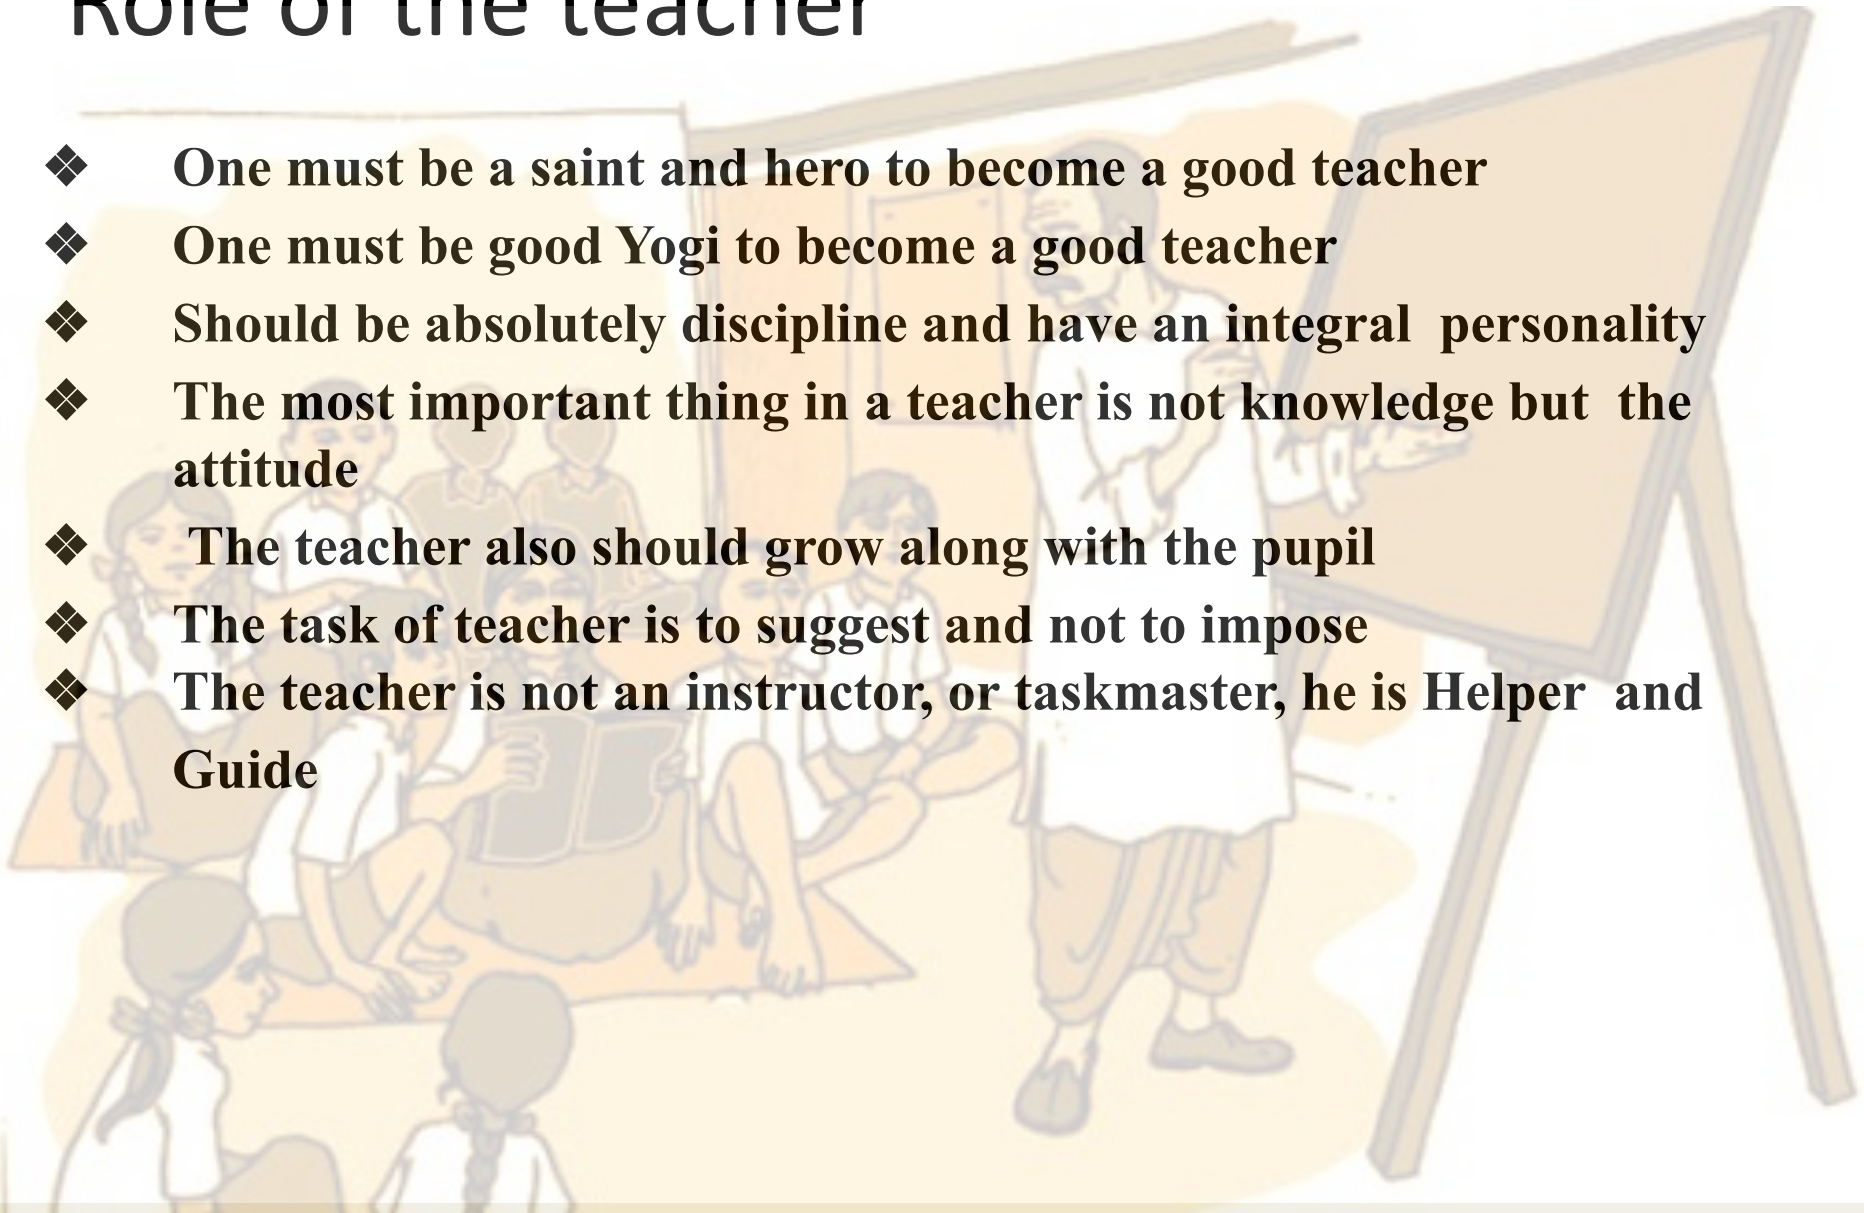 Role of the teacher
❖ One must be a saint and hero to become a good teacher
❖ One must be good Yogi to become a good teacher
❖ Should be absolutely discipline and have an integral personality
❖ The most important thing in a teacher is not knowledge but the
attitude
❖ The teacher also should grow along with the pupil
❖ The task of teacher is to suggest and not to impose
❖ The teacher is not an instructor, or taskmaster, he is Helper and
Guide